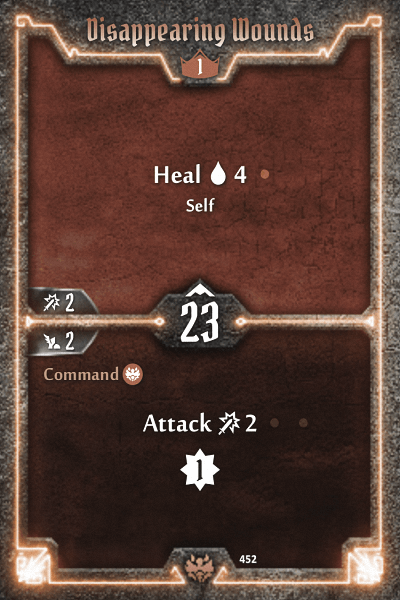 Disappearing Wounds
1
Heal 4
Self
2
23
2
Command
Attack 2
1
452